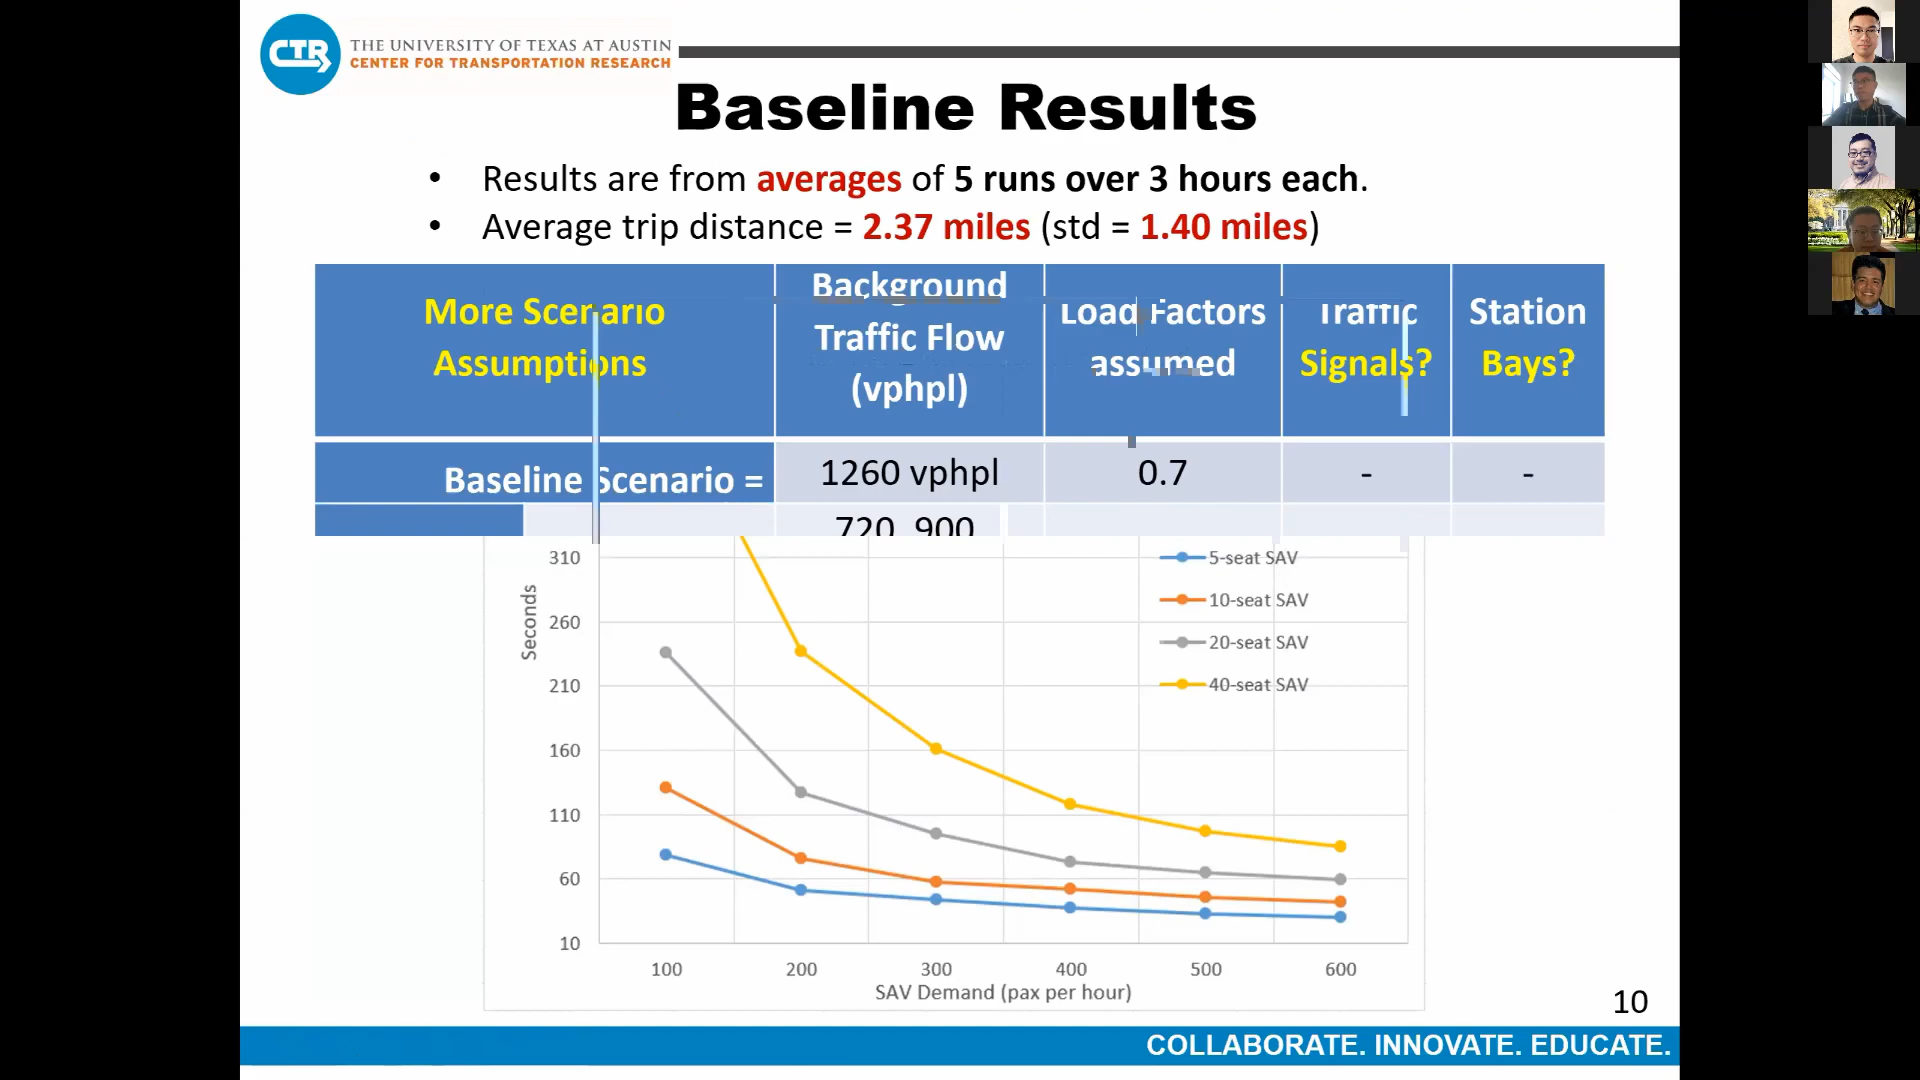 CTR
THE UNIVERSITY OF TEXAS AT AUSTIN
CENTER FOR TRANSPORTATION RESEARCH
Baseline Results
• Results are from averages of 5 runs over 3 hours each.
• Average trip distance = 2.37 miles (std = 1.40 miles)
More Scenario
Assumptions
Background
Traffic Flow
(vphpl)
Load Factors
assumed
Traffic
Signals?
Station
Bays?
Baseline Scenario =
1260 vphpl
0.7
-
-
720 900
310
260
210
160
110
60
10
Seconds
5-seat SAV
10-seat SAV
20-seat SAV
40-seat SAV
100 200 300 400 500 600
SAV Demand (pax per hour)
10
COLLABORATE. INNOVATE. EDUCATE.